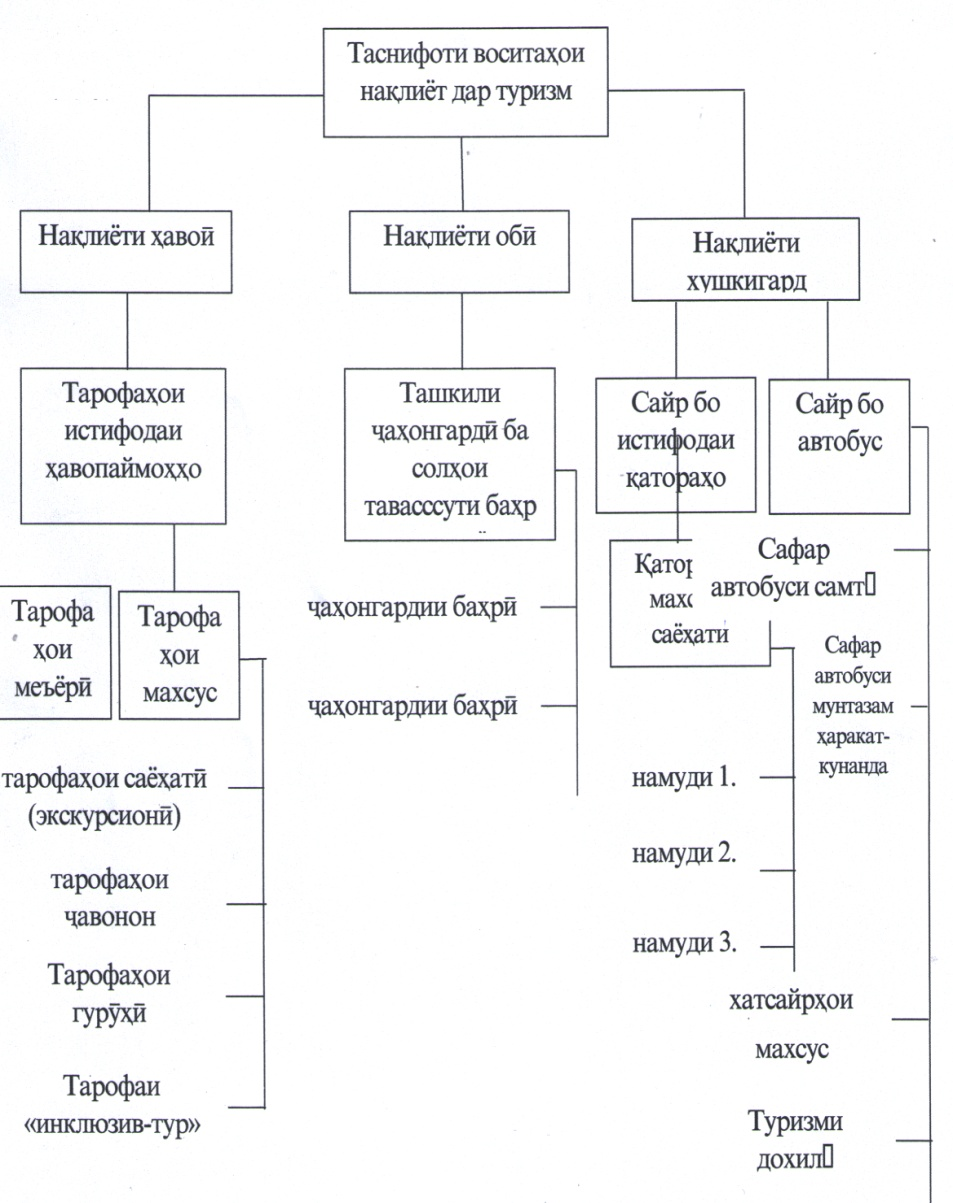 Таснифоти воситаҳои
нақлиёт дар туризм
Нақлиёти ҳавоӣ
Нақлиёти обӣ
Нақлиёти
хушкигард
Тарофаҳои
истифодаи
ҳавопаймоҳҳо
Ташкили
ҷаҳонгардӣ ба
солҳои
тавасссути баҳр
Сайр бо
истифодаи
қатораҳо
Сайр бо
автобус
Тарофа
ҳои
меъёрӣ
Тарофа
ҳои
махсус
тарофаҳои саёҳатӣ
(экскурсионӣ)
тарофаҳои
ҷавонон
Тарофаҳои
гурӯҳӣ
Тарофаи
«инклюзив-тур»
ҷаҳонгардии баҳрӣ
ҷаҳонгардии баҳрӣ
саёҳати
намуди 1.
намуди 2.
намуди 3.
Сафар
автобуси
Сафар
автобуси
мунтазам
ҳаракат-
кунанда
хатсайрҳои
махсус
Туризми